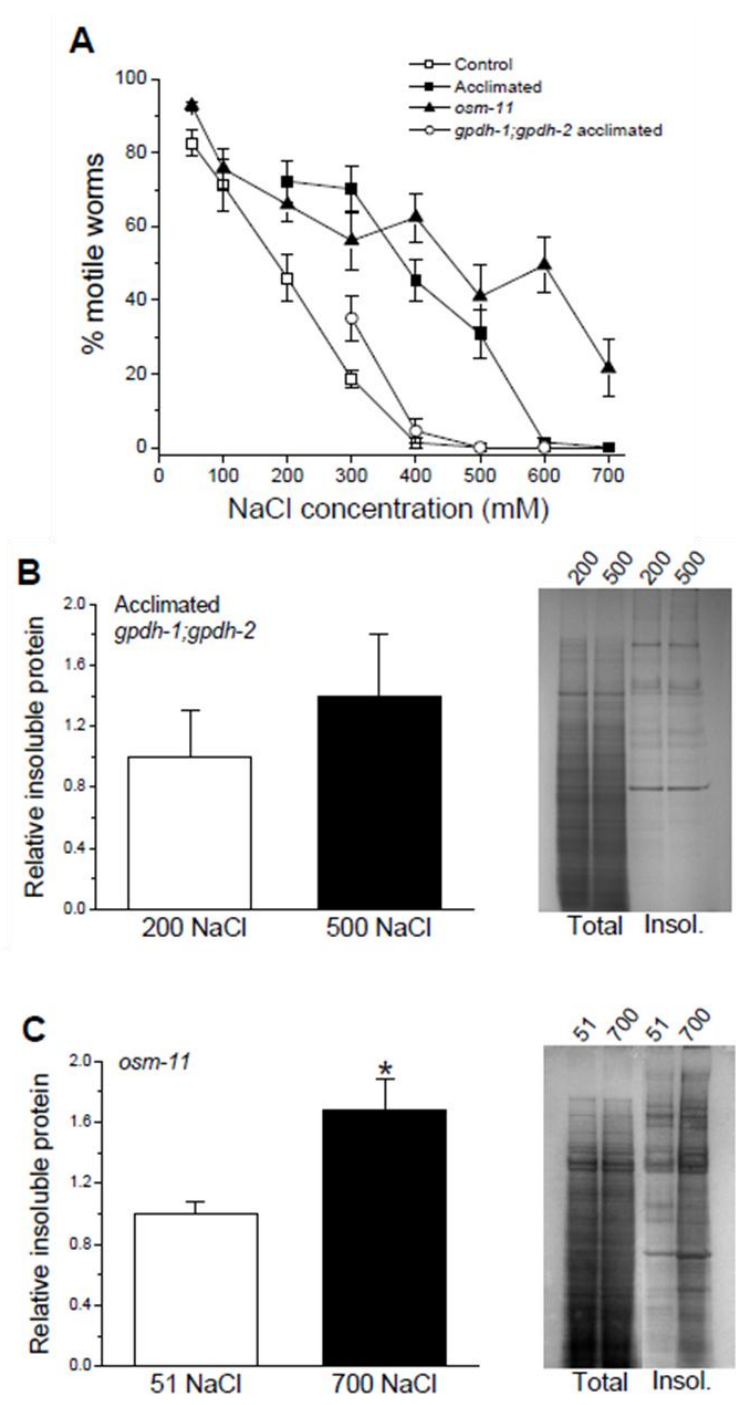 A
Control
Acclimated
osm-11
gpdh-1;gpdh-2 acclimated
100
80
60
40
20
0
% motile worms
0 100 200 300 400 500 600 700
NaCl concentration (mM)
B
Acclimated
gpdh-1;gpdh-2
2.0
1.6
1.2
0.8
0.4
0.0
Relative insoluble protein
200 NaCl 500 NaCl
200 500 200 500
Total Insol.
C
osm-11
*
2.0
1.6
1.2
0.8
0.4
0.0
Relative insoluble protein
51 NaCl 700 NaCl
51 700 51 700
Total Insol.